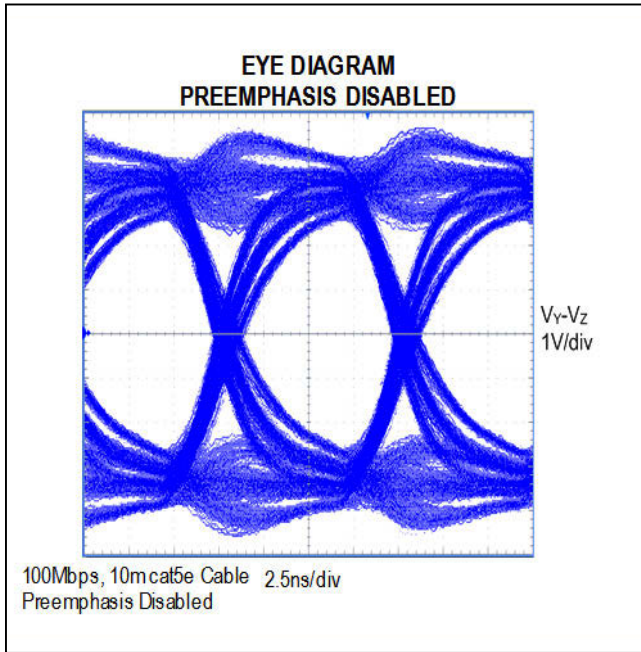 EYE DIAGRAM
PREEMPHASIS DISABLED
VY-VZ
1V/div
100Mbps, 10m cat5e Cable 2.5ns/div
Preemphasis Disabled